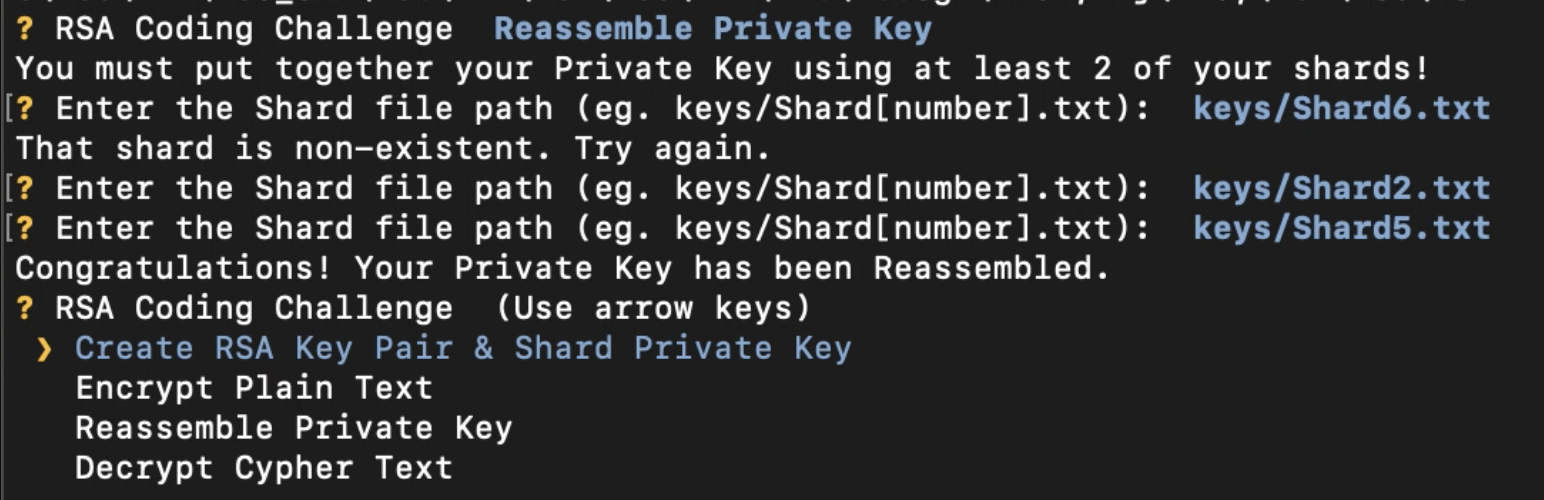 ? RSA Coding Challenge  Reassemble Private Key
You must put together your Private Key using at least 2 of your shards!
[? Enter the Shard file path (eg. keys/Shard[number].txt):  keys/Shard6.txt
That shard is non-existent. Try again.
[? Enter the Shard file path (eg. keys/Shard[number].txt):  keys/Shard2.txt
[? Enter the Shard file path (eg. keys/Shard[number].txt):  keys/Shard5.txt
Congratulations! Your Private Key has been Reassembled.
? RSA Coding Challenge  (Use arrow keys)
❯ Create RSA Key Pair & Shard Private Key
Encrypt Plain Text
Reassemble Private Key
Decrypt Cypher Text